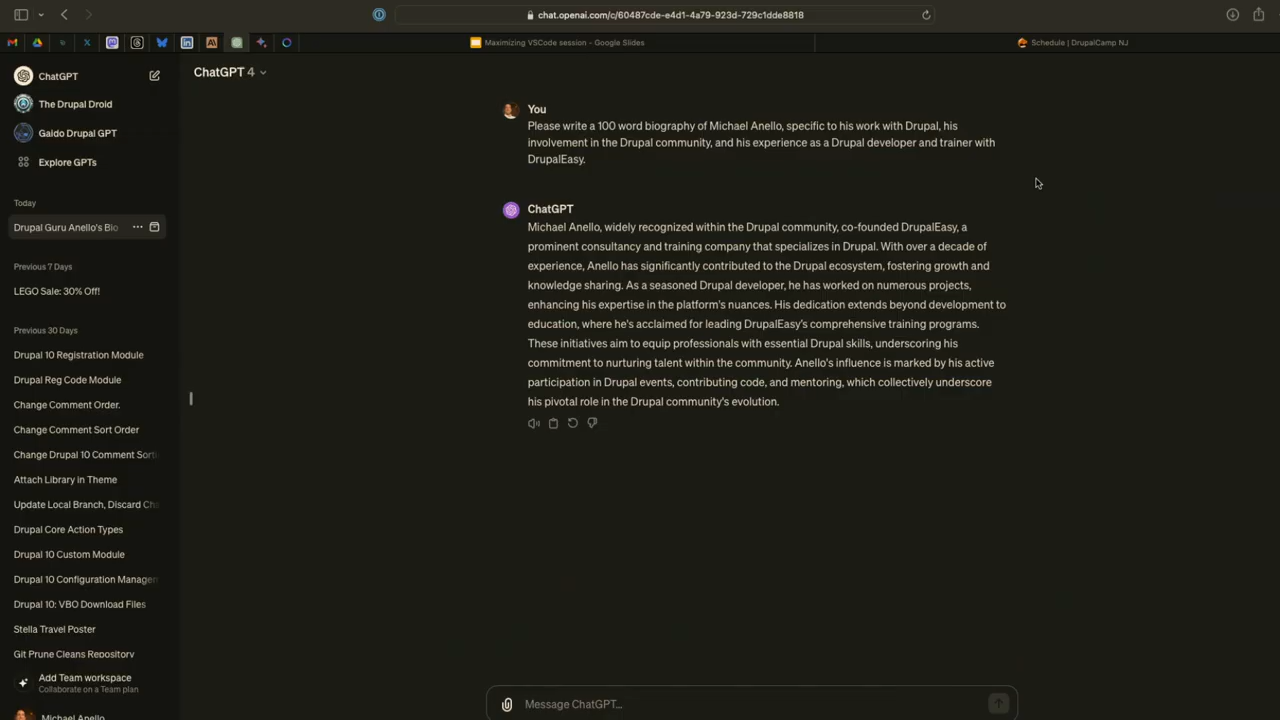 chat.openai.com/c/60487cde-e4d1-4a79-923d-729c1dde8818
Maximizing VSCode session – Google Slides
Schedule | DrupalCamp NJ
ChatGPT
The Drupal Droid
Gaido Drupal GPT
Explore GPTs
Today
Drupal Guru Anello's Bio
Previous 7 Days
LEGO Sale: 30% Off!
Previous 30 Days
Drupal 10 Registration Module
Drupal Reg Code Module
Change Comment Order.
Change Comment Sort Order
Change Drupal 10 Comment Sorti
Attach Library in Theme
Update Local Branch, Discard Ch
Drupal Core Action Types
Drupal 10 Custom Module
Drupal 10 Configuration Manage
Drupal 10: VBO Download Files
Stella Travel Poster
Git Prune Cleans Repository
Add Team workspace
Collaborate on a Team plan
Michael Anello
ChatGPT 4
You
Please write a 100 word biography of Michael Anello, specific to his work with Drupal, his
involvement in the Drupal community, and his experience as a Drupal developer and trainer with
DrupalEasy.
ChatGPT
Michael Anello, widely recognized within the Drupal community, co-founded DrupalEasy, a
prominent consultancy and training company that specializes in Drupal. With over a decade of
experience, Anello has significantly contributed to the Drupal ecosystem, fostering growth and
knowledge sharing. As a seasoned Drupal developer, he has worked on numerous projects,
enhancing his expertise in the platform's nuances. His dedication extends beyond development to
education, where he's acclaimed for leading DrupalEasy's comprehensive training programs.
These initiatives aim to equip professionals with essential Drupal skills, underscoring his
commitment to nurturing talent within the community. Anello's influence is marked by his active
participation in Drupal events, contributing code, and mentoring, which collectively underscore
his pivotal role in the Drupal community's evolution.
Message ChatGPT...